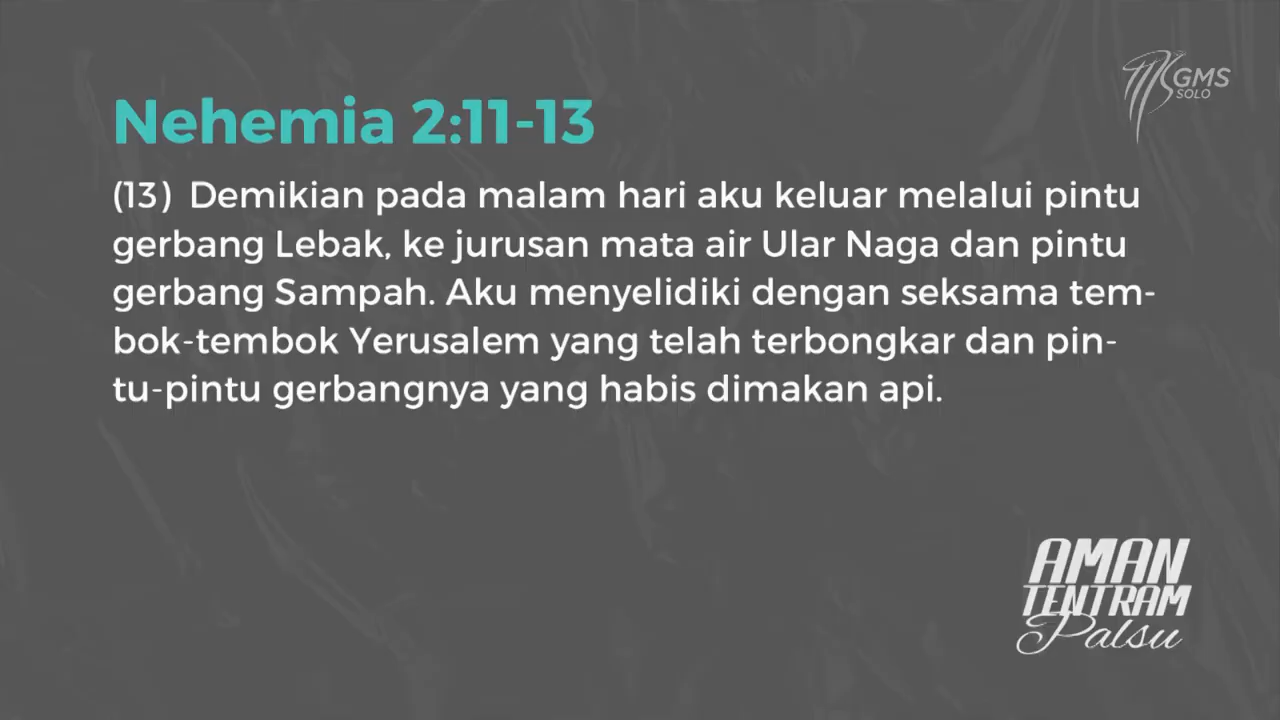 GMS
SOLO
Nehemia 2:11-13
(13) Demikian pada malam hari aku keluar melalui pintu
gerbang Lebak, ke jurusan mata air Ular Naga dan pintu
gerbang Sampah. Aku menyelidiki dengan seksama tem-
bok-tembok Yerusalem yang telah terbongkar dan pin-
tu-pintu gerbangnya yang habis dimakan api.
AMAN
TENTRAM
Palsu